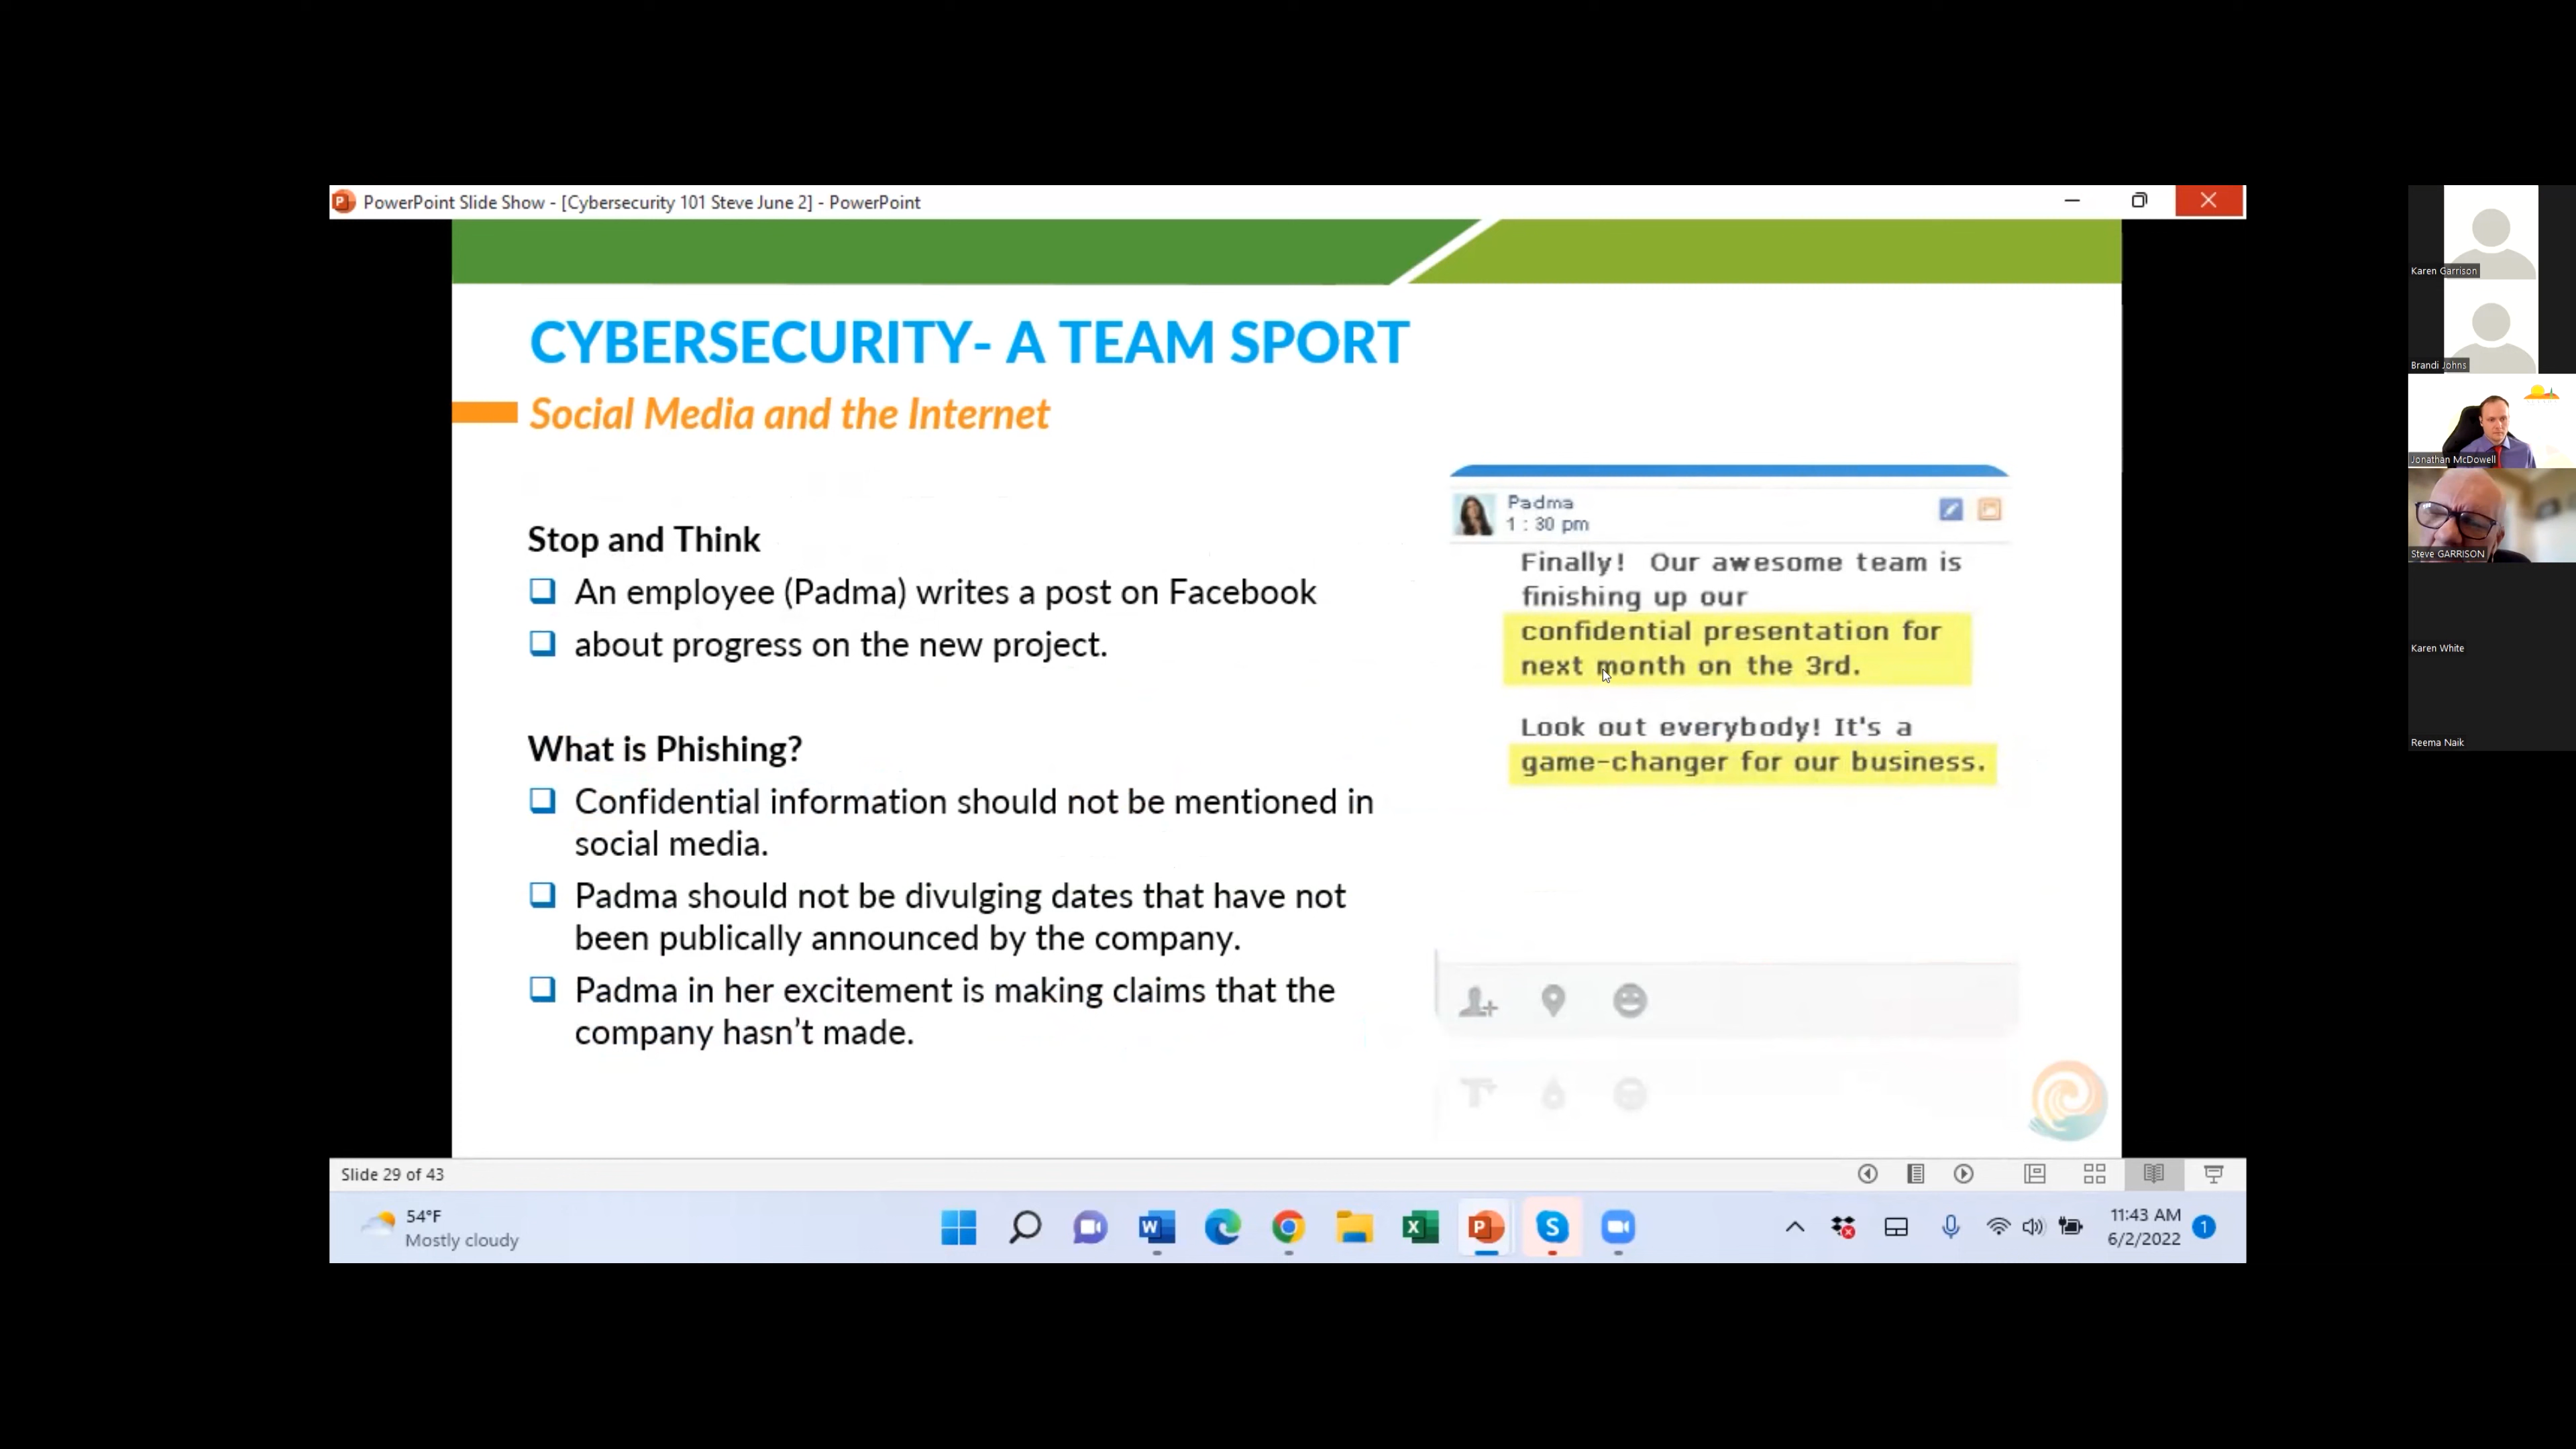 PowerPoint Slide Show - [Cybersecurity 101 Steve June 2] - PowerPoint
CYBERSECURITY- A TEAM SPORT
Social Media and the Internet
Stop and Think
An employee (Padma) writes a post on Facebook
about progress on the new project.
What is Phishing?
Confidential information should not be mentioned in
social media.
Padma should not be divulging dates that have not
been publically announced by the company.
Padma in her excitement is making claims that the
company hasn't made.
Padma
1 : 30 pm
Finally! Our awesome team is
finishing up our
confidential presentation for
next month on the 3rd.
Look out everybody! It's a
game-changer for our business.
Slide 29 of 43
54°F
Mostly cloudy
11:43 AM
6/2/2022
1
Karen Garrison
Brandi Johns
Jonathan McDowell
Steve GARRISON
Karen White
Reema Naik